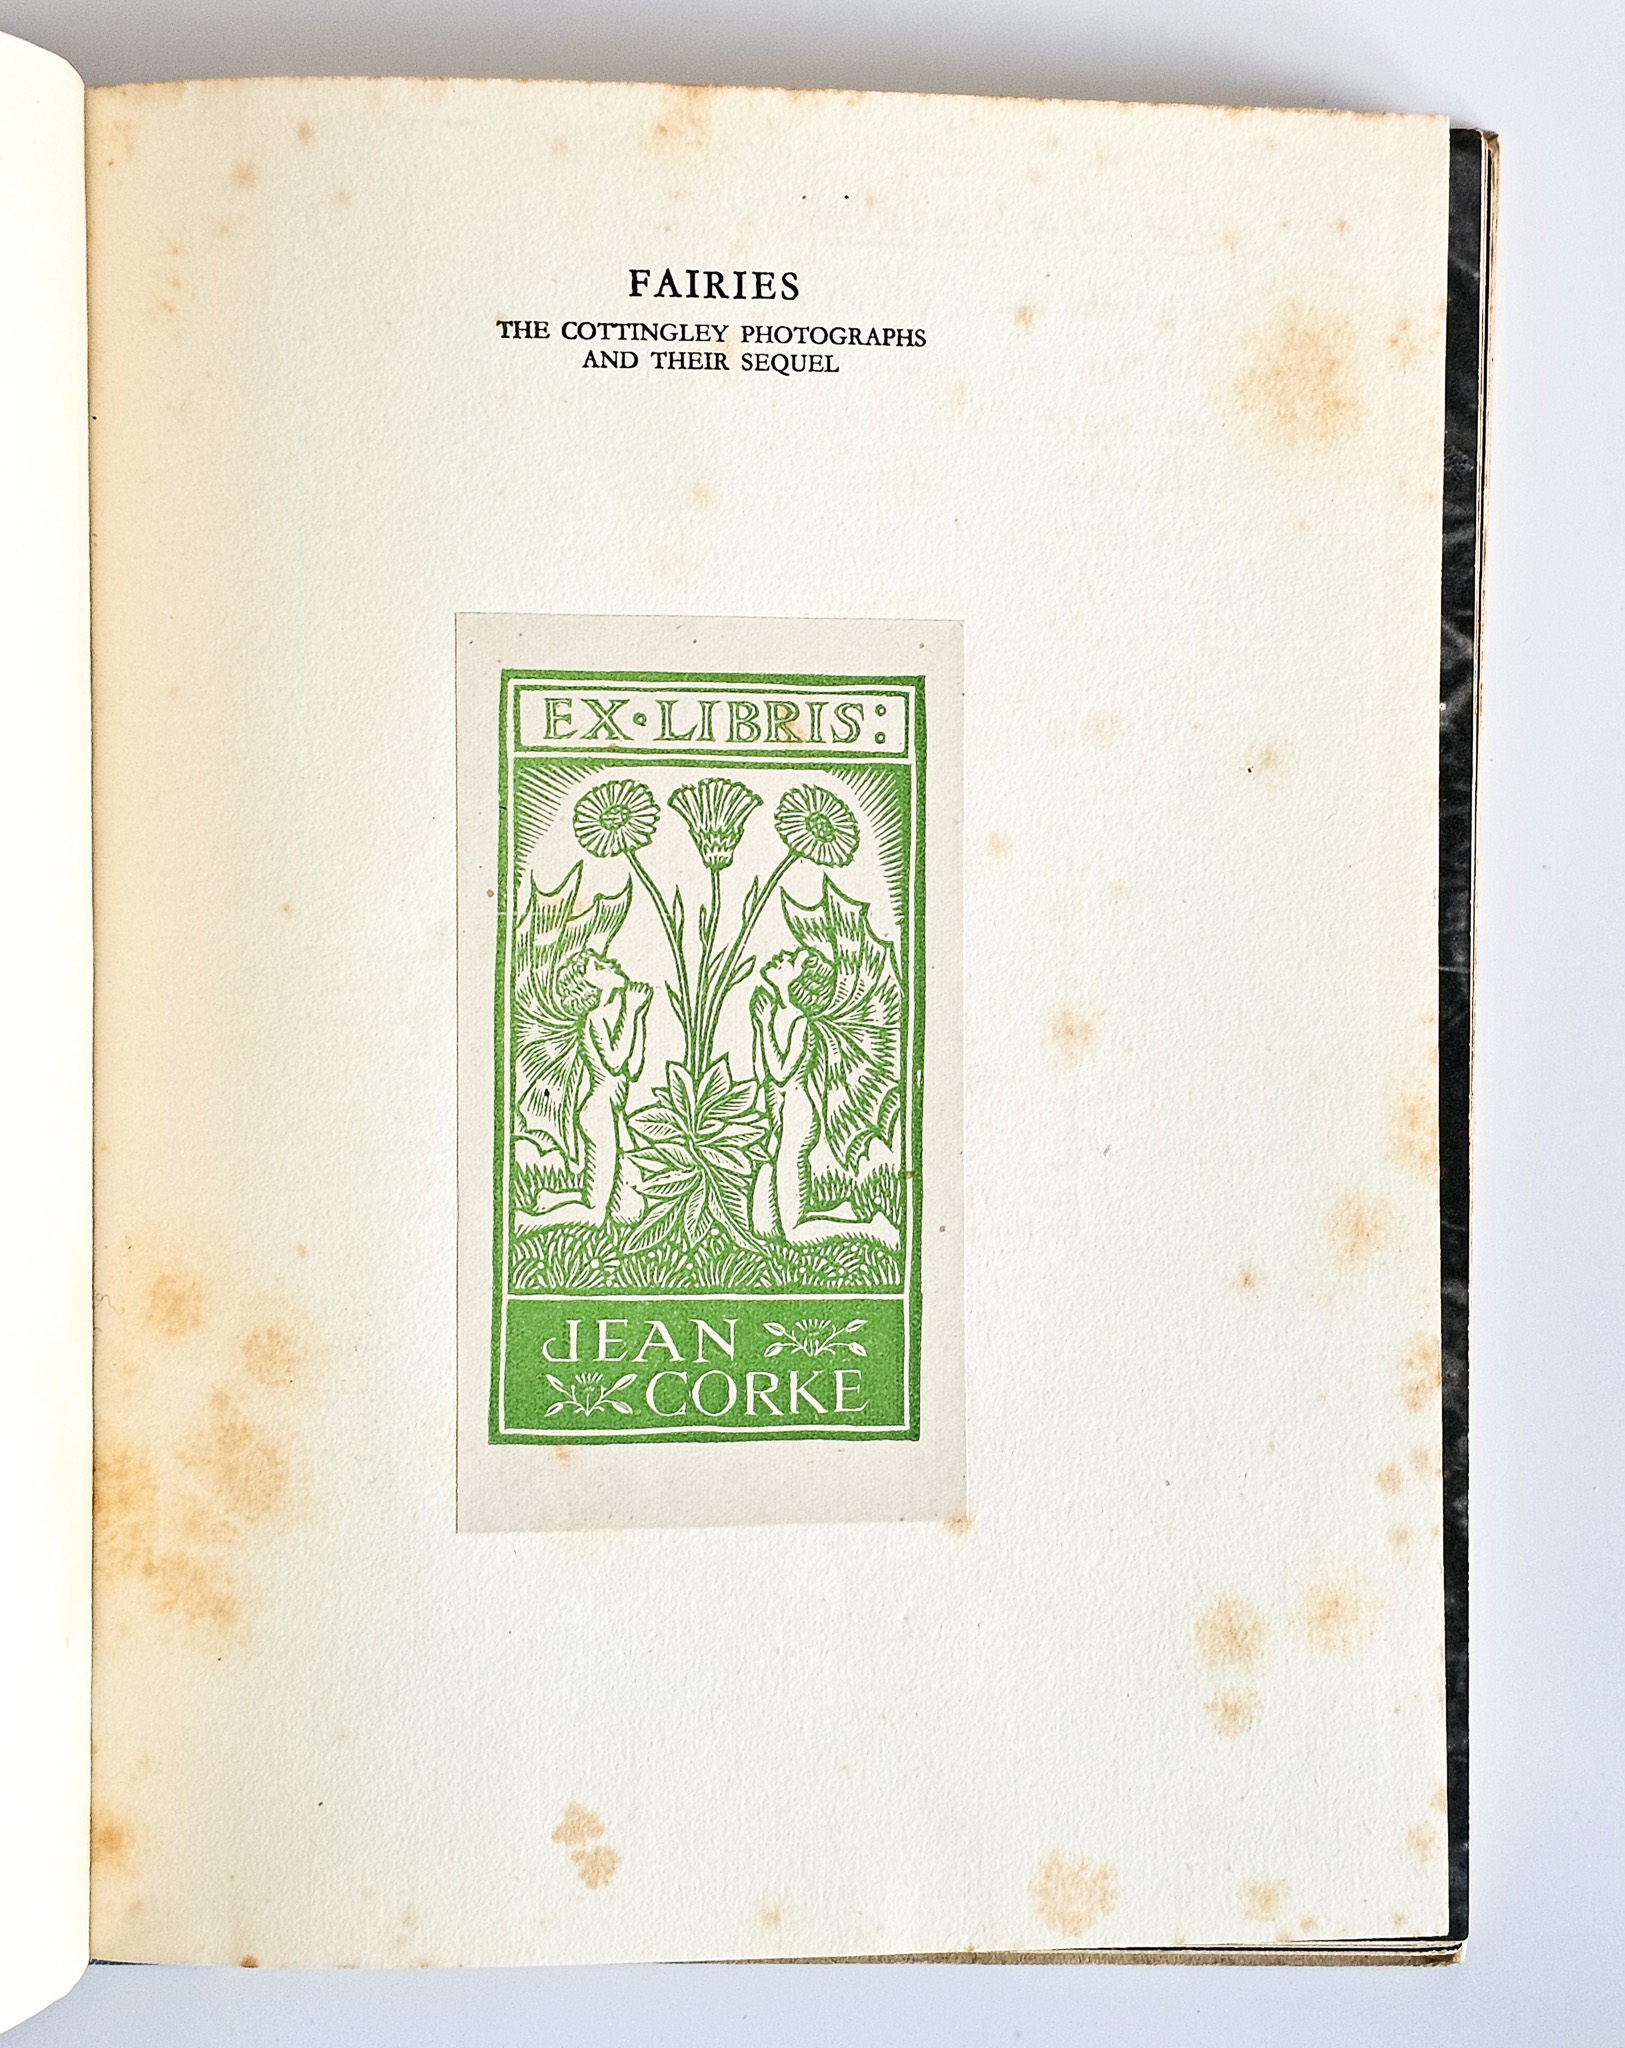 FAIRIES
THE COTTINGLEY PHOTOGRAPHS
AND THEIR SEQUEL
EX·LIBRIS:
JEAN
CORKE